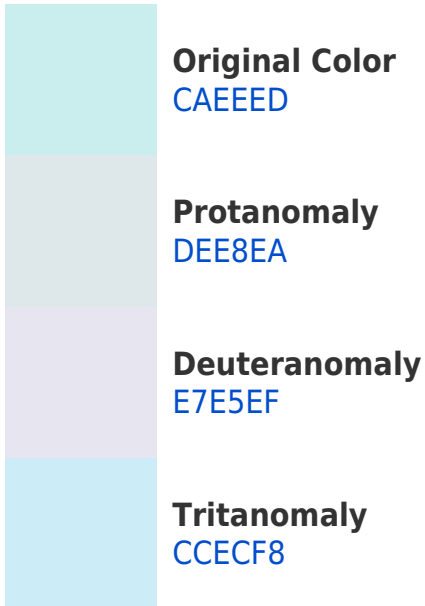 Original Color
CAEEED
Protanomaly
DEE8EA
Deuteranomaly
E7E5EF
Tritanomaly
CCECF8